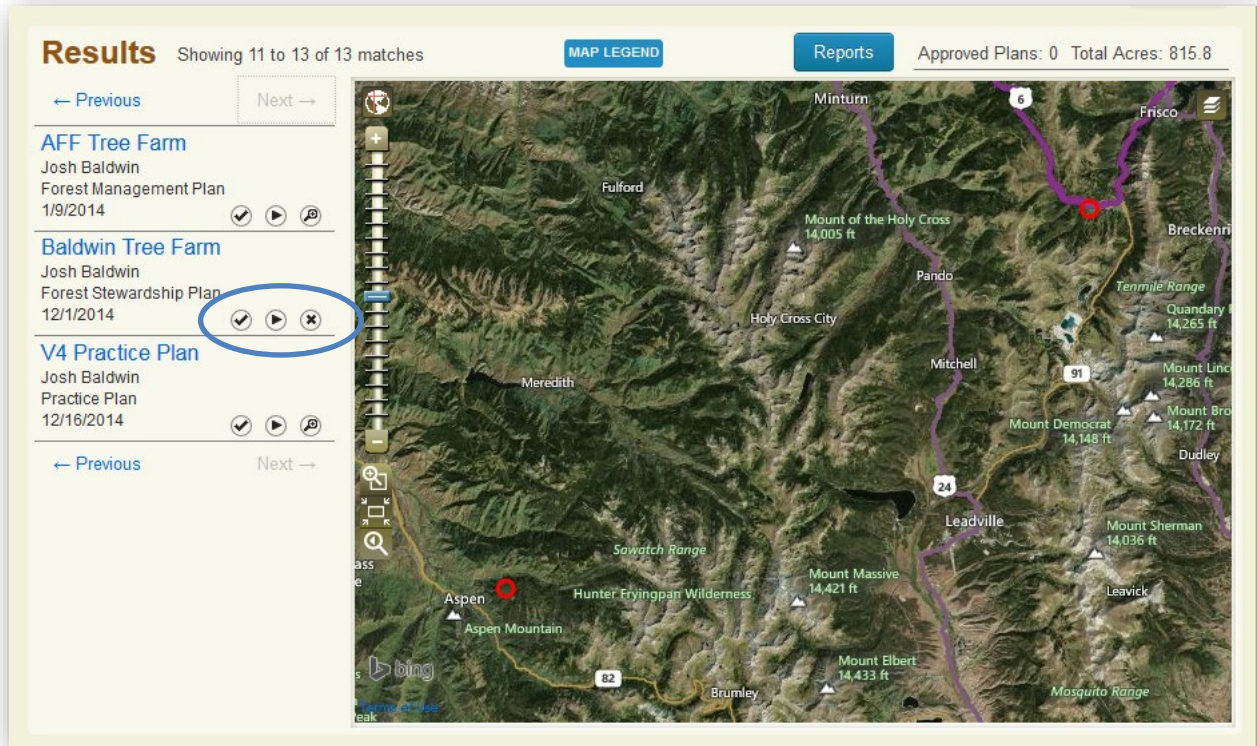 Results Showing 11 to 13 of 13 matches MAP LEGEND Reports Approved Plans: 0 Total Acres: 815.8
← Previous Next →
AFF Tree Farm
Josh Baldwin
Forest Management Plan
1/9/2014
Baldwin Tree Farm
Josh Baldwin
Forest Stewardship Plan
12/1/2014
V4 Practice Plan
Josh Baldwin
Practice Plan
12/16/2014
← Previous Next →
Minturn
6
Frisco
Fulford
Mount of the Holy Cross
14,005 ft
Breckenri
Pando
Tenmile Range
Quandary
14,265 ft
Holy Cross City
Mitchell
91
Mount Linc
14,286 ft
Meredith
Mount Democrat
14,148 ft
Mount Bro
14,172 ft
Dudley
24
Leadville
Mount Sherman
14,036 ft
Sawatch Range
ass
e
Aspen
Hunter Fryingpan Wilderness
Mount Massive
14,421 ft
Leavick
Aspen Mountain
bing
s
82
Mount Elbert
14,433 ft
Brumley
Mosquito Range
Terms of Use
eak